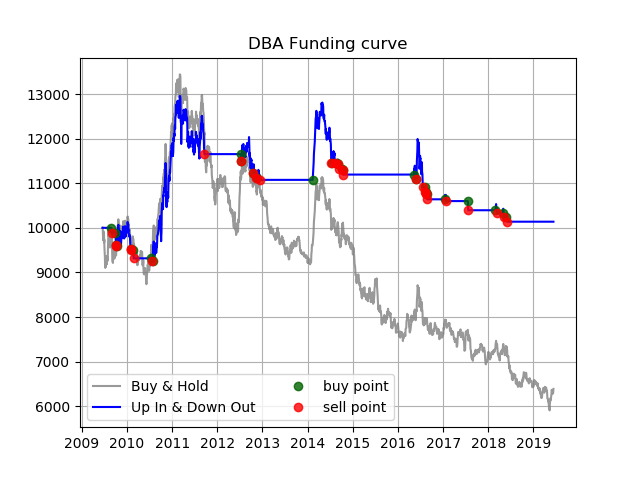 DBA Funding curve
13000
12000
11000
10000
9000
8000
7000
6000
Buy & Hold
Up In & Down Out
buy point
sell point
2009 2010 2011 2012 2013 2014 2015 2016 2017 2018 2019